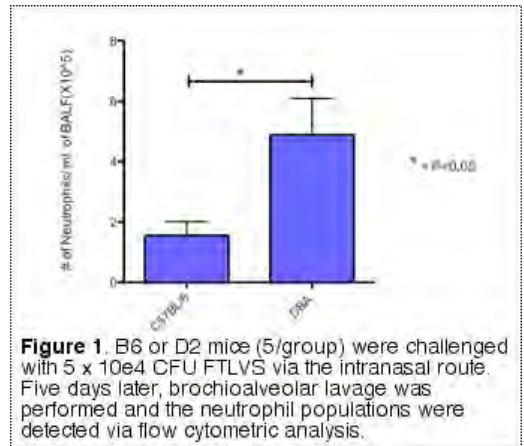 # of Neutrophils/ml of BALF(X10^5)
8
6
4
2
0
*
* = P<0.05
C57BL/6
DBA
Figure 1. B6 or D2 mice (5/group) were challenged
with 5 x 10e4 CFU FTLVS via the intranasal route.
Five days later, brochioalveolar lavage was
performed and the neutrophil populations were
detected via flow cytometric analysis.